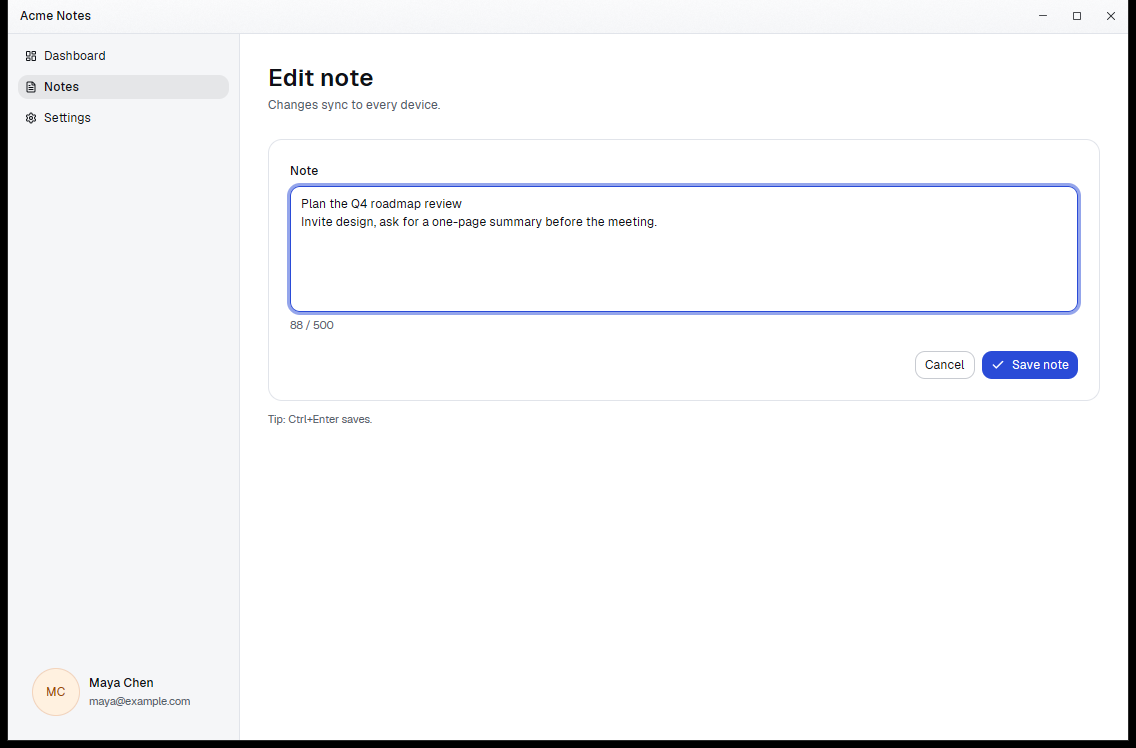 Acme Notes
Dashboard
Notes
Settings
Edit note
Changes sync to every device.
Note
Plan the Q4 roadmap review
Invite design, ask for a one-page summary before the meeting.
88 / 500
Cancel
Save note
Tip: Ctrl+Enter saves.
MC
Maya Chen
maya@example.com